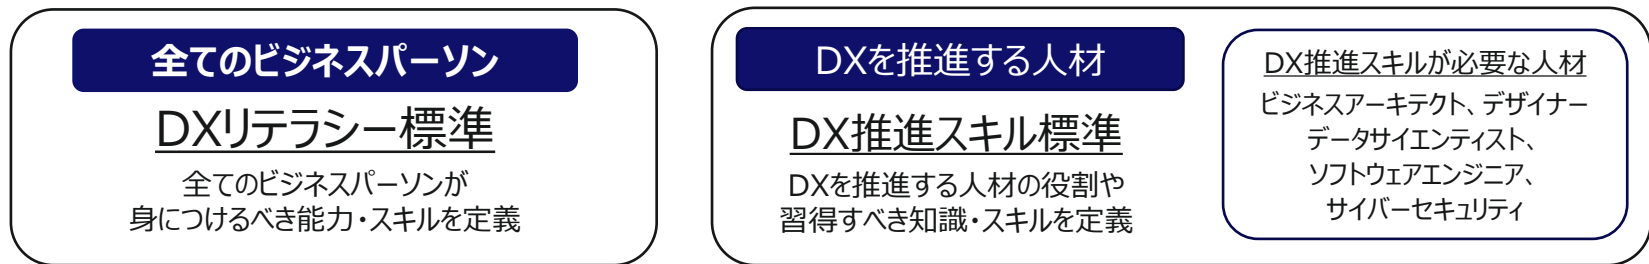 全てのビジネスパーソン
DXリテラシー標準
全てのビジネスパーソンが
身につけるべき能力・スキルを定義
DXを推進する人材
DX推進スキル標準
DXを推進する人材の役割や
習得すべき知識・スキルを定義
DX推進スキルが必要な人材
ビジネスアーキテクト、デザイナー
データサイエンティスト、
ソフトウェアエンジニア、
サイバーセキュリティ